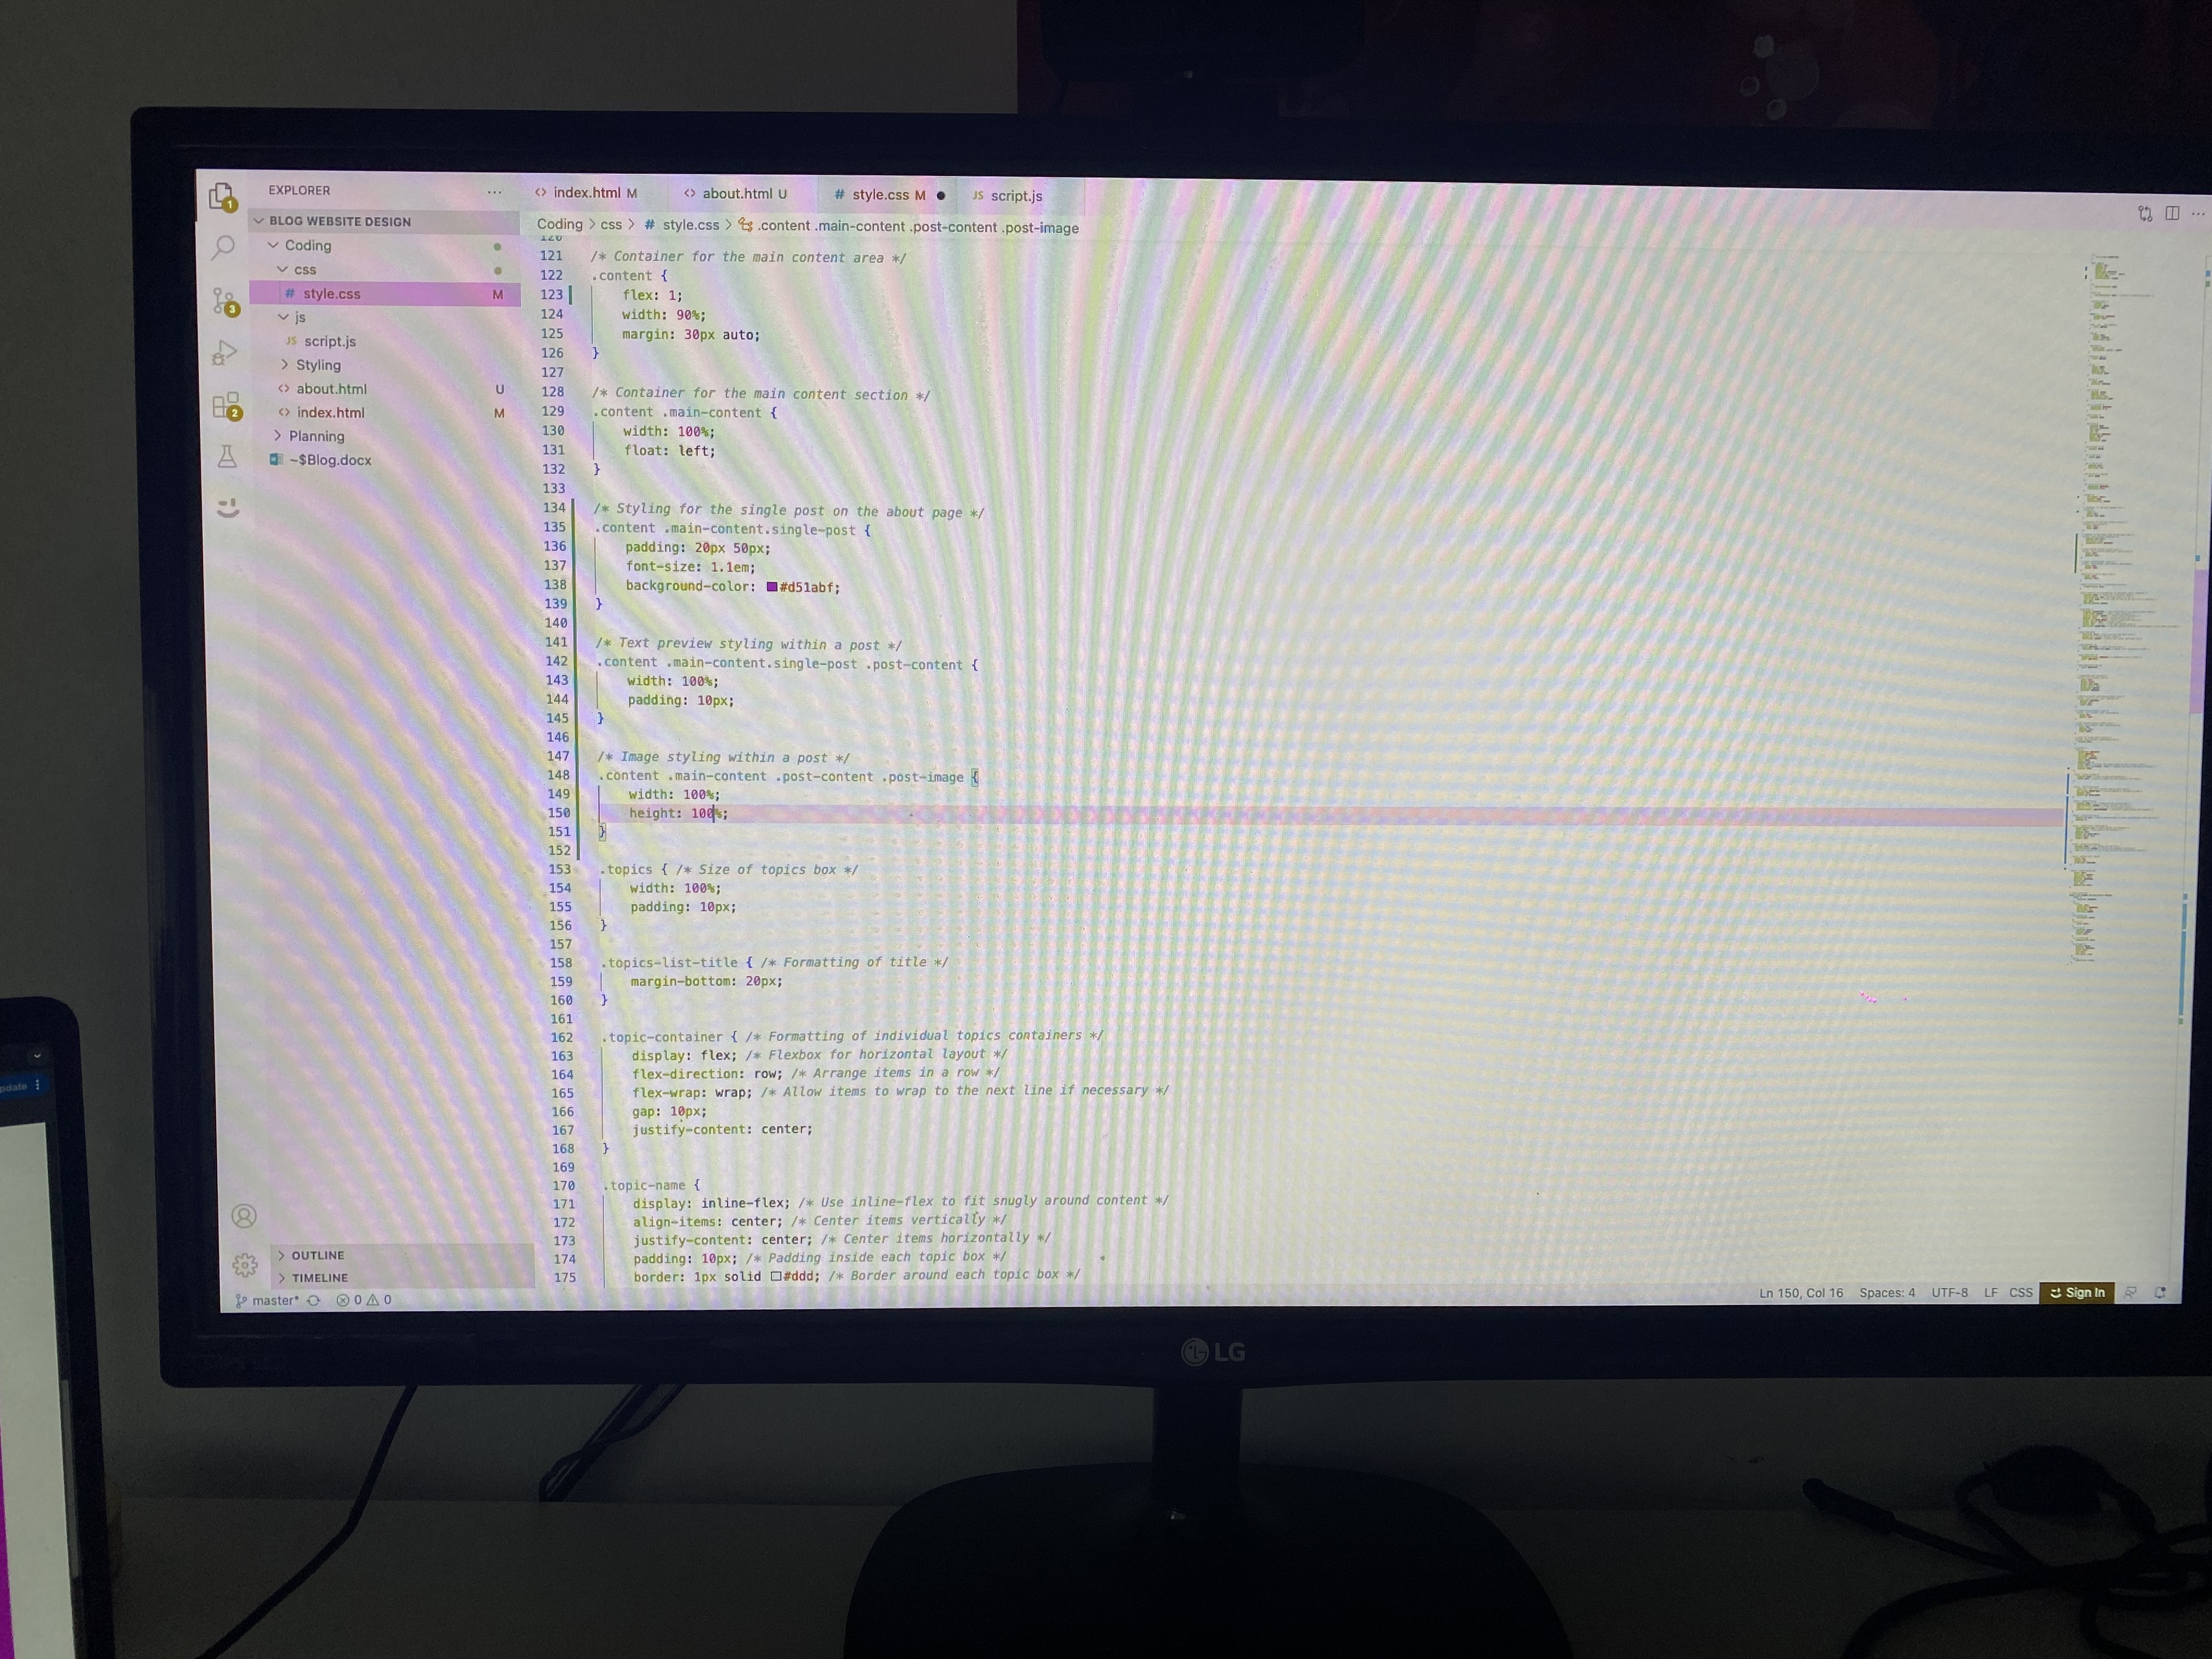 EXPLORER
BLOG WEBSITE DESIGN
Coding
css
# style.css M
js
JS script.js
Styling
<> about.html U
<> index.html M
Planning
~$Blog.docx
OUTLINE
TIMELINE
1
3
2
<> index.html M <> about.html U # style.css M JS script.js
Coding > css > # style.css > .content .main-content .post-content .post-image
120
121 /* Container for the main content area */
122 .content {
123 flex: 1;
124 width: 90%;
125 margin: 30px auto;
126 }
127
128 /* Container for the main content section */
129 .content .main-content {
130 width: 100%;
131 float: left;
132 }
133
134 /* Styling for the single post on the about page */
135 .content .main-content.single-post {
136 padding: 20px 50px;
137 font-size: 1.1em;
138 background-color: #d51abf;
139 }
140
141 /* Text preview styling within a post */
142 .content .main-content.single-post .post-content {
143 width: 100%;
144 padding: 10px;
145 }
146
147 /* Image styling within a post */
148 .content .main-content .post-content .post-image {
149 width: 100%;
150 height: 100%;
151 }
152
153 .topics { /* Size of topics box */
154 width: 100%;
155 padding: 10px;
156 }
157
158 .topics-list-title { /* Formatting of title */
159 margin-bottom: 20px;
160 }
161
162 .topic-container { /* Formatting of individual topics containers */
163 display: flex; /* Flexbox for horizontal layout */
164 flex-direction: row; /* Arrange items in a row */
165 flex-wrap: wrap; /* Allow items to wrap to the next line if necessary */
166 gap: 10px;
167 justify-content: center;
168 }
169
170 .topic-name {
171 display: inline-flex; /* Use inline-flex to fit snugly around content */
172 align-items: center; /* Center items vertically */
173 justify-content: center; /* Center items horizontally */
174 padding: 10px; /* Padding inside each topic box */
175 border: 1px solid #ddd; /* Border around each topic box */
master* 0 0 Ln 150, Col 16 Spaces: 4 UTF-8 LF CSS Sign In
LG
pdate